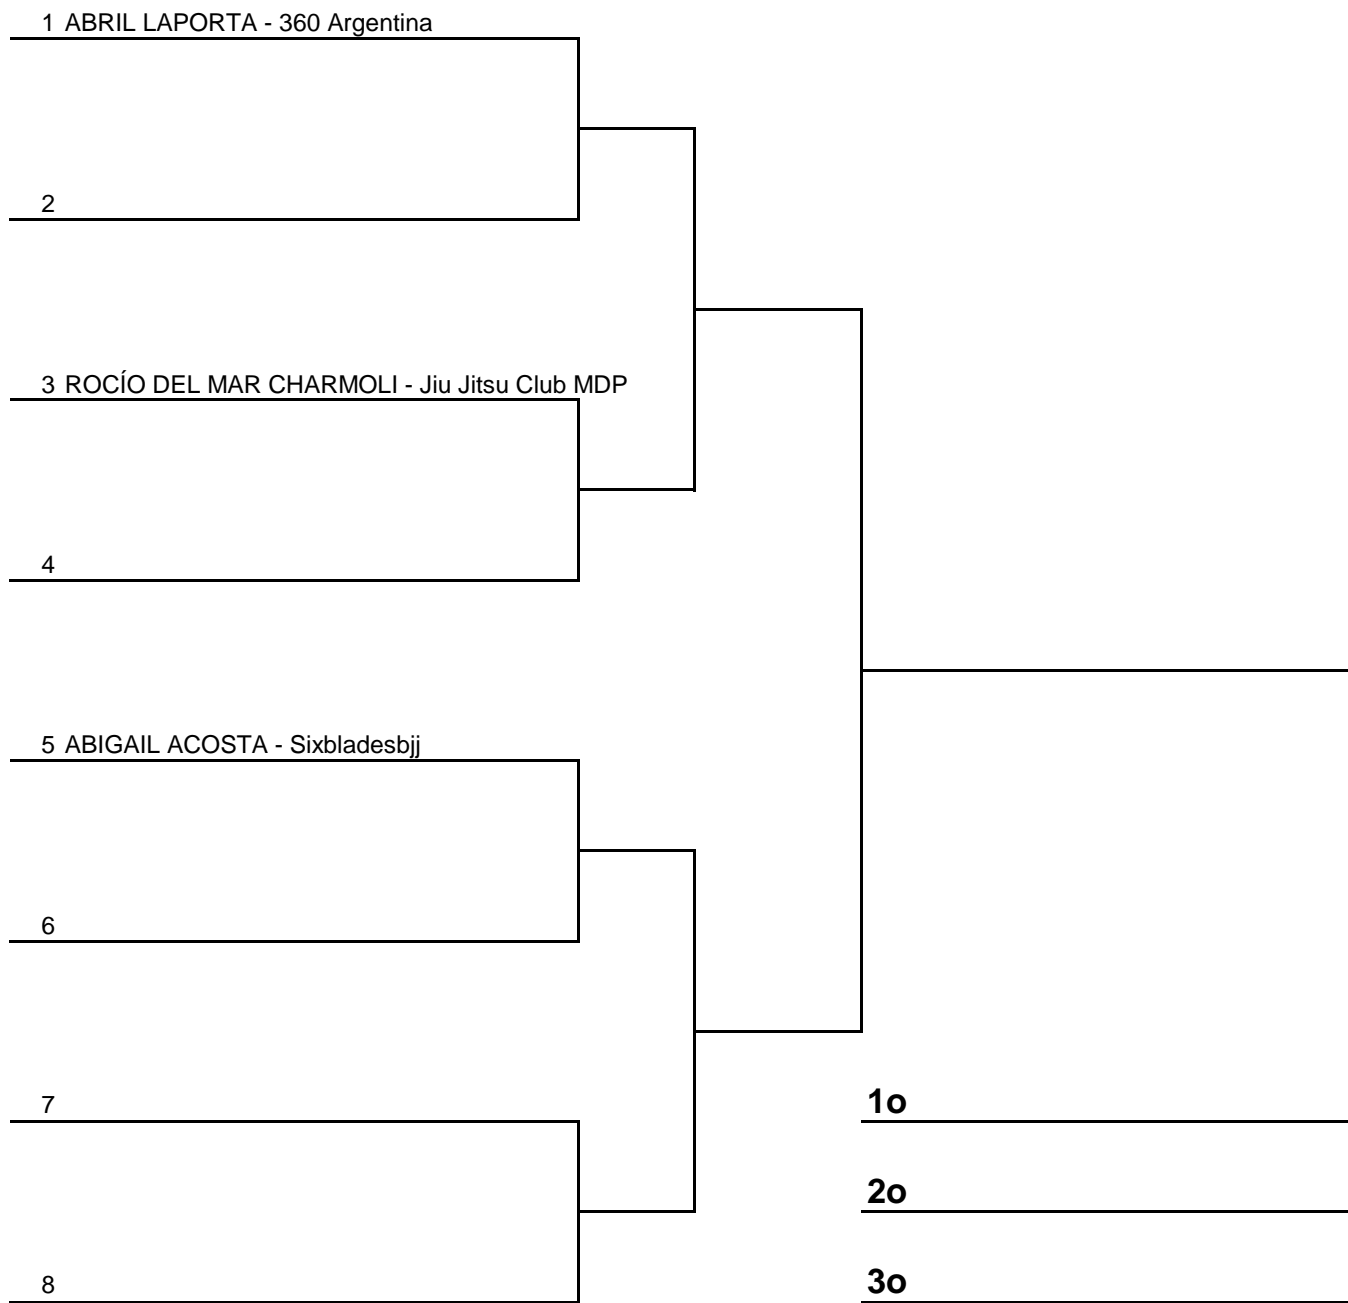 1 ABRIL LAPORTA - 360 Argentina
2
3 ROCÍO DEL MAR CHARMOLI - Jiu Jitsu Club MDP
4
5 ABIGAIL ACOSTA - Sixbladesbjj
6
7
8
1o
2o
3o